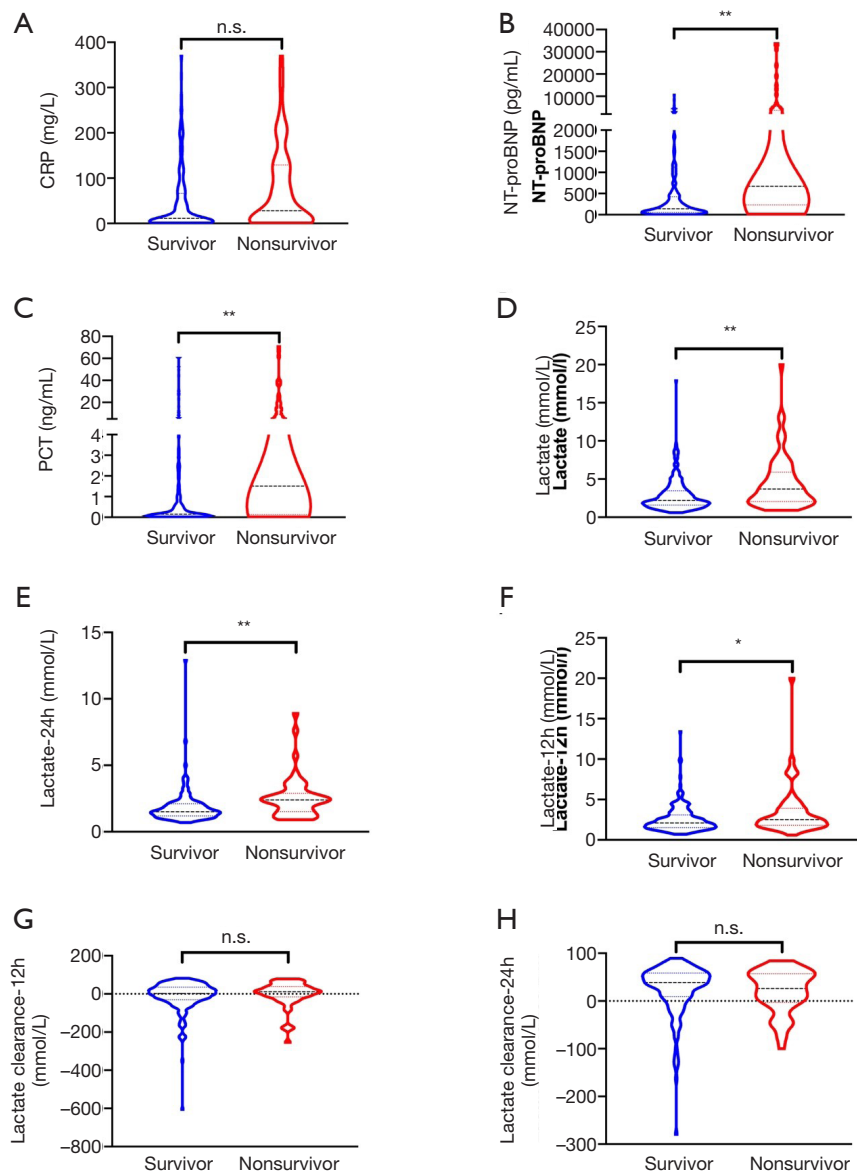 A
n.s.
400
300
200
100
0
CRP (mg/L)
Survivor Nonsurvivor
B
**
40000
30000
20000
10000
2000
1500
1000
500
0
NT-proBNP (pg/mL)
NT-proBNP
Survivor Nonsurvivor
C
**
80
60
40
20
4
3
2
1
0
PCT (ng/mL)
Survivor Nonsurvivor
D
**
25
20
15
10
5
0
Lactate (mmol/L)
Lactate (mmol/l)
Survivor Nonsurvivor
E
**
15
10
5
0
Lactate-24h (mmol/L)
Survivor Nonsurvivor
F
*
25
20
15
10
5
0
Lactate-12h (mmol/L)
Lactate-12h (mmol/l)
Survivor Nonsurvivor
G
n.s.
200
0
−200
−400
−600
−800
Lactate clearance-12h
(mmol/L)
Survivor Nonsurvivor
H
n.s.
100
0
−100
−200
−300
Lactate clearance-24h
(mmol/L)
Survivor Nonsurvivor